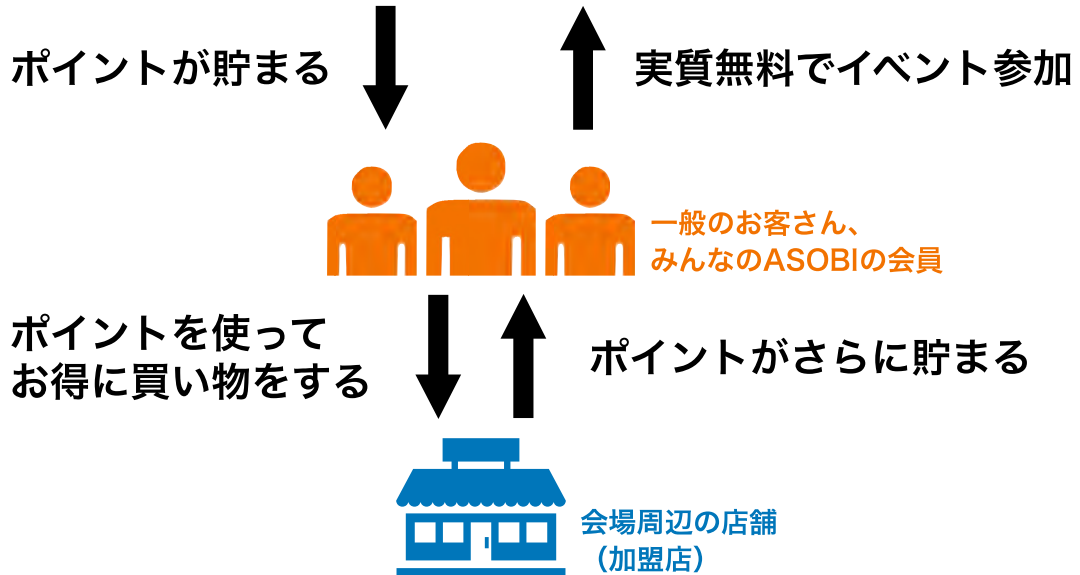 ポイントが貯まる
実質無料でイベント参加
一般のお客さん、
みんなのASOBIの会員
ポイントを使って
お得に買い物をする
ポイントがさらに貯まる
会場周辺の店舗
（加盟店）